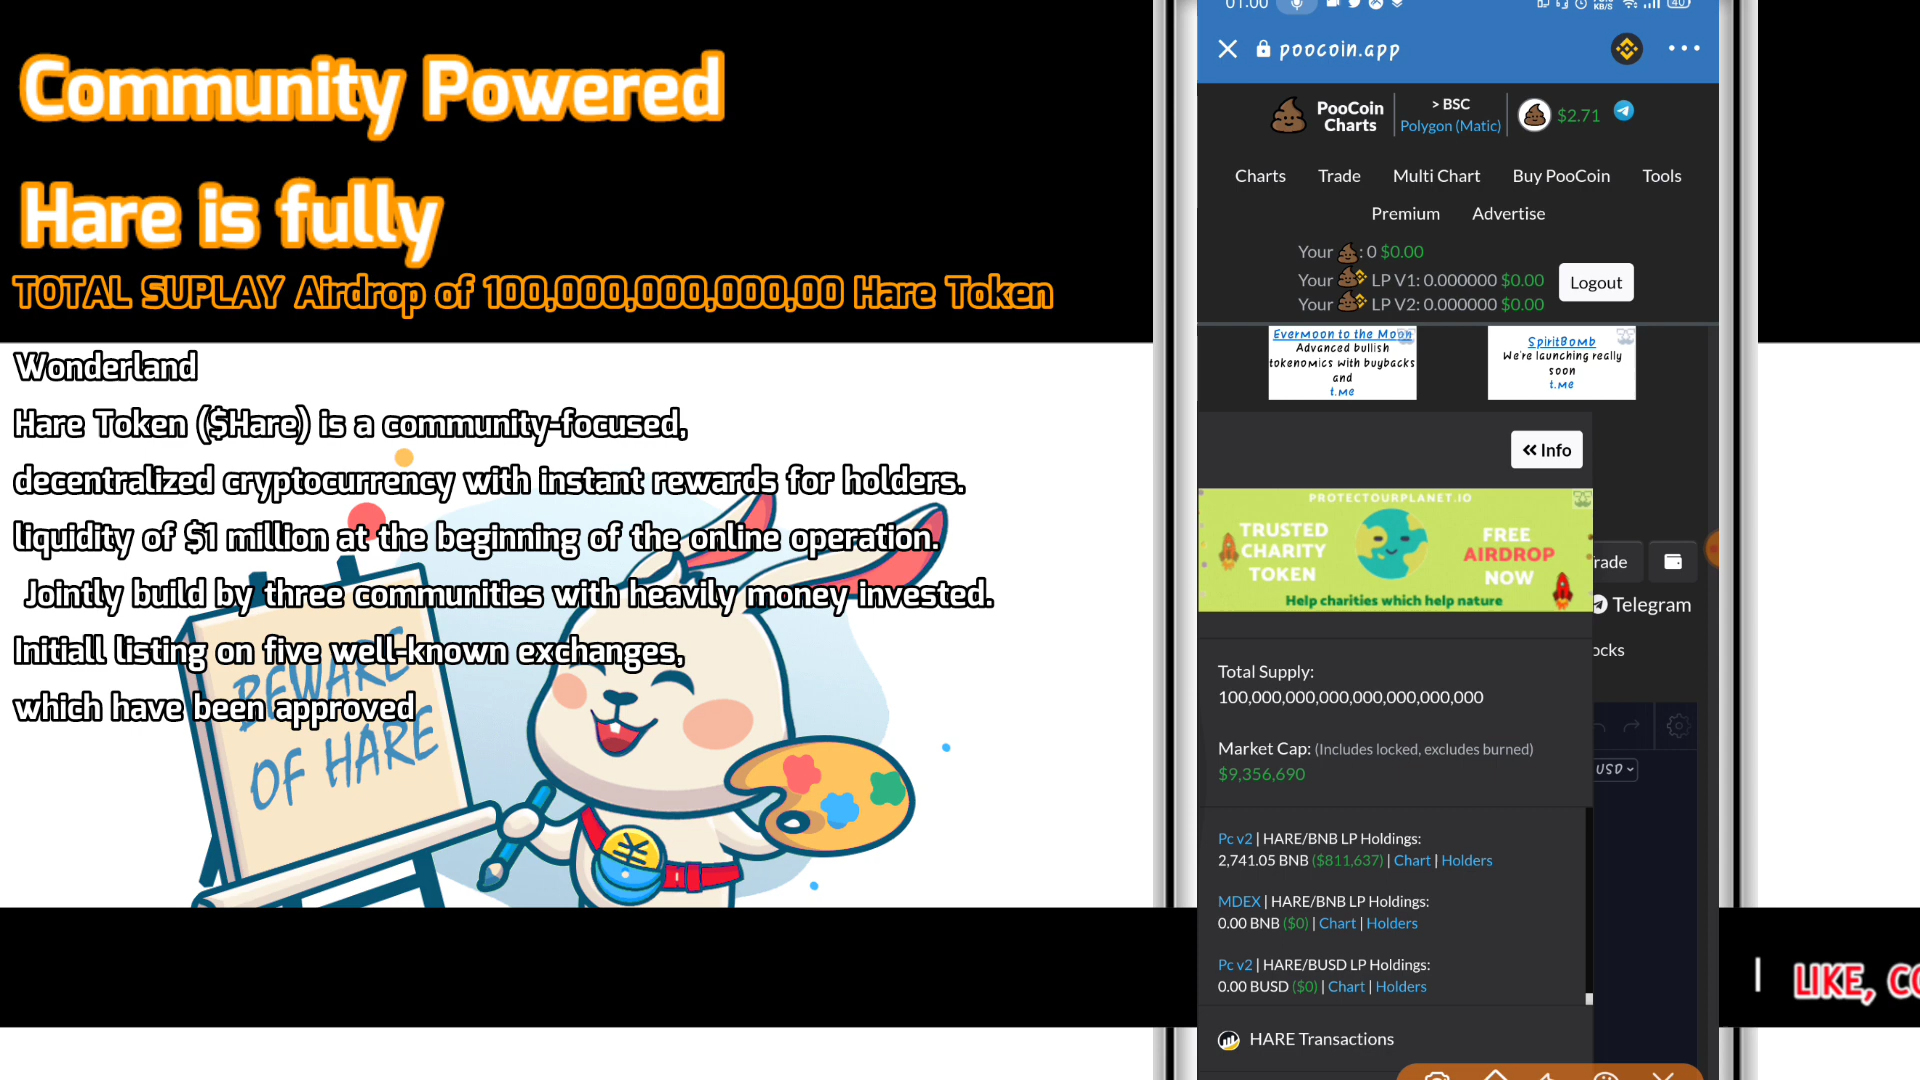 Community Powered
Hare is fully
TOTAL SUPLAY Airdrop of 100,000,000,000,00 Hare Token
Wonderland
Hare Token ($Hare) is a community-focused,
decentralized cryptocurrency with instant rewards for holders.
liquidity of $1 million at the beginning of the online operation.
Jointly build by three communities with heavily money invested.
Initiall listing on five well-known exchanges,
which have been approved
BEWARE
OF HARE
01:00
KB/S
40
poocoin.app
PooCoin
Charts
> BSC
Polygon (Matic)
$2.71
Charts Trade Multi Chart Buy PooCoin Tools
Premium Advertise
Your : 0 $0.00
Your LP V1: 0.000000 $0.00
Your LP V2: 0.000000 $0.00
Logout
Evermoon to the Moon
Advanced bullish
tokenomics with buybacks
and
t.me
SpiritBomb
We're launching really
soon
t.me
« Info
PROTECTOURPLANET.IO
TRUSTED
CHARITY
TOKEN
FREE
AIRDROP
NOW
Help charities which help nature
rade
Telegram
ocks
USD
Total Supply:
100,000,000,000,000,000,000,000
Market Cap: (Includes locked, excludes burned)
$9,356,690
Pc v2 | HARE/BNB LP Holdings:
2,741.05 BNB ($811,637) | Chart | Holders
MDEX | HARE/BNB LP Holdings:
0.00 BNB ($0) | Chart | Holders
Pc v2 | HARE/BUSD LP Holdings:
0.00 BUSD ($0) | Chart | Holders
HARE Transactions
| LIKE, CO